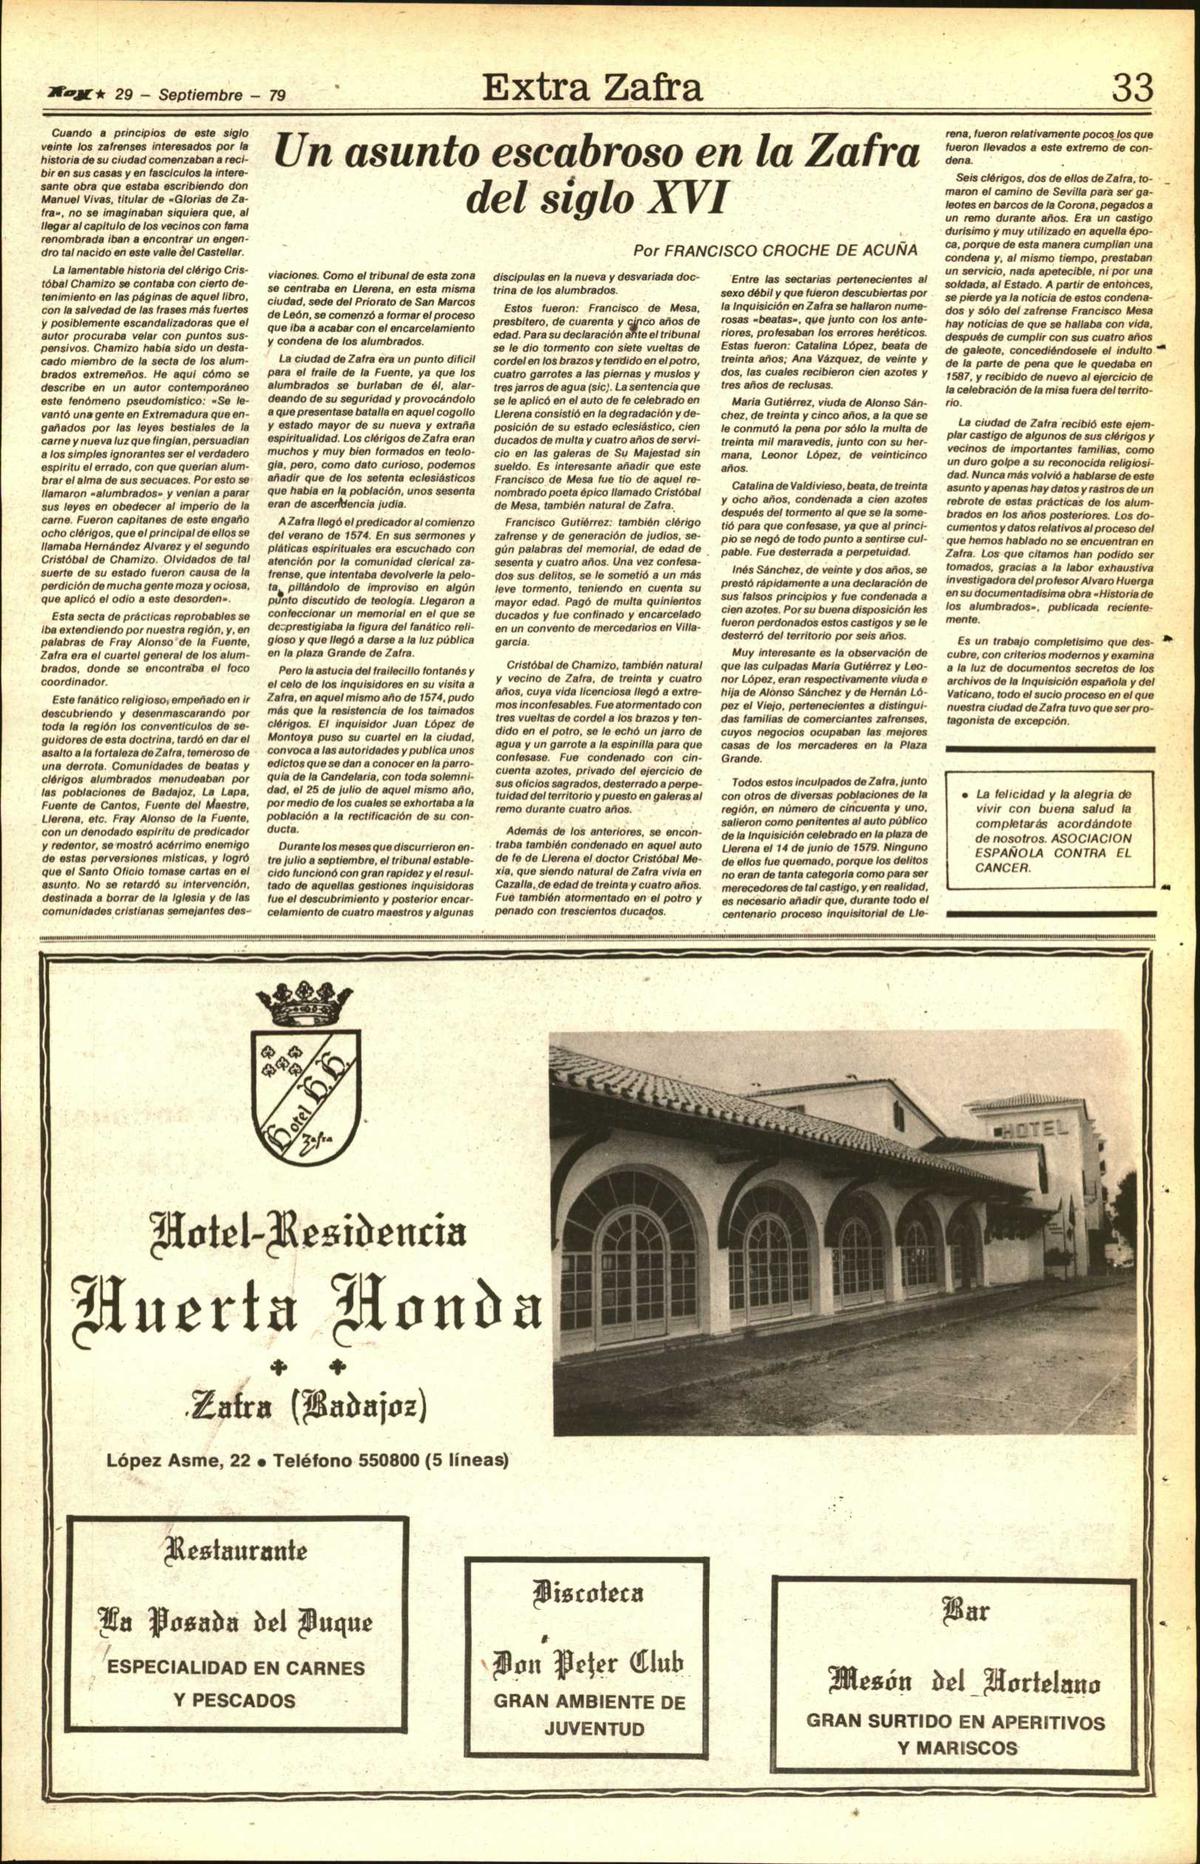 Hoy ★ 29 – Septiembre – 79
Extra Zafra
33
Un asunto escabroso en la Zafra
del siglo XVI
Por FRANCISCO CROCHE DE ACUÑA
Cuando a principios de este siglo
veinte los zafrenses interesados por la
historia de su ciudad comenzaban a reci-
bir en sus casas y en fascículos la intere-
sante obra que estaba escribiendo don
Manuel Vivas, titular de «Glorias de Za-
fra», no se imaginaban siquiera que, al
llegar al capítulo de los vecinos con fama
renombrada iban a encontrar un engen-
dro tal nacido en este valle del Castellar.
La lamentable historia del clérigo Cris-
tóbal Chamizo se contaba con cierto de-
tenimiento en las páginas de aquel libro,
con la salvedad de las frases más fuertes
y posiblemente escandalizadoras que el
autor procuraba velar con puntos sus-
pensivos. Chamizo había sido un desta-
cado miembro de la secta de los alum-
brados extremeños. He aquí cómo se
describe en un autor contemporáneo
este fenómeno pseudomístico: «Se le-
vantó una gente en Extremadura que en-
gañados por las leyes bestiales de la
carne y nueva luz que fingían, persuadían
a los simples ignorantes ser el verdadero
espíritu el errado, con que querían alum-
brar el alma de sus secuaces. Por esto se
llamaron «alumbrados» y venían a parar
sus leyes en obedecer al imperio de la
carne. Fueron capitanes de este engaño
ocho clérigos, que el principal de ellos se
llamaba Hernández Alvarez y el segundo
Cristóbal de Chamizo. Olvidados de tal
suerte de su estado fueron causa de la
perdición de mucha gente moza y ociosa,
que aplicó el odio a este desorden».
Esta secta de prácticas reprobables se
iba extendiendo por nuestra región, y, en
palabras de Fray Alonso de la Fuente,
Zafra era el cuartel general de los alum-
brados, donde se encontraba el foco
coordinador.
Este fanático religioso, empeñado en ir
descubriendo y desenmascarando por
toda la región los conventículos de se-
guidores de esta doctrina, tardó en dar el
asalto a la fortaleza de Zafra, temeroso de
una derrota. Comunidades de beatas y
clérigos alumbrados menudeaban por
las poblaciones de Badajoz, La Lapa,
Fuente de Cantos, Fuente del Maestre,
Llerena, etc. Fray Alonso de la Fuente,
con un denodado espíritu de predicador
y redentor, se mostró acérrimo enemigo
de estas perversiones místicas, y logró
que el Santo Oficio tomase cartas en el
asunto. No se retardó su intervención,
destinada a borrar de la Iglesia y de las
comunidades cristianas semejantes des-
viaciones. Como el tribunal de esta zona
se centraba en Llerena, en esta misma
ciudad, sede del Priorato de San Marcos
de León, se comenzó a formar el proceso
que iba a acabar con el encarcelamiento
y condena de los alumbrados.
La ciudad de Zafra era un punto difícil
para el fraile de la Fuente, ya que los
alumbrados se burlaban de él, alar-
deando de su seguridad y provocándolo
a que presentase batalla en aquel cogollo
y estado mayor de su nueva y extraña
espiritualidad. Los clérigos de Zafra eran
muchos y muy bien formados en teolo-
gía, pero, como dato curioso, podemos
añadir que de los setenta eclesiásticos
que había en la población, unos sesenta
eran de ascendencia judía.
A Zafra llegó el predicador al comienzo
del verano de 1574. En sus sermones y
pláticas espirituales era escuchado con
atención por la comunidad clerical za-
frense, que intentaba devolverle la pelo-
ta, pillándolo de improviso en algún
punto discutido de teología. Llegaron a
confeccionar un memorial en el que se
desprestigiaba la figura del fanático reli-
gioso y que llegó a darse a la luz pública
en la plaza Grande de Zafra.
Pero la astucia del frailecillo fontanés y
el celo de los inquisidores en su visita a
Zafra, en aquel mismo año de 1574, pudo
más que la resistencia de los taimados
clérigos. El inquisidor Juan López de
Montoya puso su cuartel en la ciudad,
convoca a las autoridades y publica unos
edictos que se dan a conocer en la parro-
quia de la Candelaria, con toda solemni-
dad, el 25 de julio de aquel mismo año,
por medio de los cuales se exhortaba a la
población a la rectificación de su con-
ducta.
Durante los meses que discurrieron en-
tre julio a septiembre, el tribunal estable-
cido funcionó con gran rapidez y el resul-
tado de aquellas gestiones inquisidoras
fue el descubrimiento y posterior encar-
celamiento de cuatro maestros y algunas
discípulas en la nueva y desvariada doc-
trina de los alumbrados.
Estos fueron: Francisco de Mesa,
presbítero, de cuarenta y cinco años de
edad. Para su declaración ante el tribunal
se le dio tormento con siete vueltas de
cordel en los brazos y tendido en el potro,
cuatro garrotes a las piernas y muslos y
tres jarros de agua (sic). La sentencia que
se le aplicó en el auto de fe celebrado en
Llerena consistió en la degradación y de-
posición de su estado eclesiástico, cien
ducados de multa y cuatro años de servi-
cio en las galeras de Su Majestad sin
sueldo. Es interesante añadir que este
Francisco de Mesa fue tío de aquel re-
nombrado poeta épico llamado Cristóbal
de Mesa, también natural de Zafra.
Francisco Gutiérrez: también clérigo
zafrense y de generación de judíos, se-
gún palabras del memorial, de edad de
sesenta y cuatro años. Una vez confesa-
dos sus delitos, se le sometió a un más
leve tormento, teniendo en cuenta su
mayor edad. Pagó de multa quinientos
ducados y fue confinado y encarcelado
en un convento de mercedarios en Villa-
garcía.
Cristóbal de Chamizo, también natural
y vecino de Zafra, de treinta y cuatro
años, cuya vida licenciosa llegó a extre-
mos inconfesables. Fue atormentado con
tres vueltas de cordel a los brazos y ten-
dido en el potro, se le echó un jarro de
agua y un garrote a la espinilla para que
confesase. Fue condenado con cin-
cuenta azotes, privado del ejercicio de
sus oficios sagrados, desterrado a perpe-
tuidad del territorio y puesto en galeras al
remo durante cuatro años.
Además de los anteriores, se encon-
traba también condenado en aquel auto
de fe de Llerena el doctor Cristóbal Me-
xía, que siendo natural de Zafra vivía en
Cazalla, de edad de treinta y cuatro años.
Fue también atormentado en el potro y
penado con trescientos ducados.
Entre las sectarias pertenecientes al
sexo débil y que fueron descubiertas por
la Inquisición en Zafra se hallaron nume-
rosas «beatas», que junto con los ante-
riores, profesaban los errores heréticos.
Estas fueron: Catalina López, beata de
treinta años; Ana Vázquez, de veinte y
dos, las cuales recibieron cien azotes y
tres años de reclusas.
María Gutiérrez, viuda de Alonso Sán-
chez, de treinta y cinco años, a la que se
le conmutó la pena por sólo la multa de
treinta mil maravedís, junto con su her-
mana, Leonor López, de veinticinco
años.
Catalina de Valdivieso, beata, de treinta
y ocho años, condenada a cien azotes
después del tormento al que se la some-
tió para que confesase, ya que al princi-
pio se negó de todo punto a sentirse cul-
pable. Fue desterrada a perpetuidad.
Inés Sánchez, de veinte y dos años, se
prestó rápidamente a una declaración de
sus falsos principios y fue condenada a
cien azotes. Por su buena disposición les
fueron perdonados estos castigos y se le
desterró del territorio por seis años.
Muy interesante es la observación de
que las culpadas María Gutiérrez y Leo-
nor López, eran respectivamente viuda e
hija de Alonso Sánchez y de Hernán Ló-
pez el Viejo, pertenecientes a distingui-
das familias de comerciantes zafrenses,
cuyos negocios ocupaban las mejores
casas de los mercaderes en la Plaza
Grande.
Todos estos inculpados de Zafra, junto
con otros de diversas poblaciones de la
región, en número de cincuenta y uno,
salieron como penitentes al auto público
de la Inquisición celebrado en la plaza de
Llerena el 14 de junio de 1579. Ninguno
de ellos fue quemado, porque los delitos
no eran de tanta categoría como para ser
merecedores de tal castigo, y en realidad,
es necesario añadir que, durante todo el
centenario proceso inquisitorial de Lle-
rena, fueron relativamente pocos los que
fueron llevados a este extremo de con-
dena.
Seis clérigos, dos de ellos de Zafra, to-
maron el camino de Sevilla para ser ga-
leotes en barcos de la Corona, pegados a
un remo durante años. Era un castigo
durísimo y muy utilizado en aquella épo-
ca, porque de esta manera cumplían una
condena y, al mismo tiempo, prestaban
un servicio, nada apetecible, ni por una
soldada, al Estado. A partir de entonces,
se pierde ya la noticia de estos condena-
dos y sólo del zafrense Francisco Mesa
hay noticias de que se hallaba con vida,
después de cumplir con sus cuatro años
de galeote, concediéndosele el indulto
de la parte de pena que le quedaba en
1587, y recibido de nuevo al ejercicio de
la celebración de la misa fuera del territo-
rio.
La ciudad de Zafra recibió este ejem-
plar castigo de algunos de sus clérigos y
vecinos de importantes familias, como
un duro golpe a su reconocida religiosi-
dad. Nunca más volvió a hablarse de este
asunto y apenas hay datos y rastros de un
rebrote de estas prácticas de los alum-
brados en los años posteriores. Los do-
cumentos y datos relativos al proceso del
que hemos hablado no se encuentran en
Zafra. Los que citamos han podido ser
tomados, gracias a la labor exhaustiva
investigadora del profesor Alvaro Huerga
en su documentadísima obra «Historia de
los alumbrados», publicada reciente-
mente.
Es un trabajo completísimo que des-
cubre, con criterios modernos y examina
a la luz de documentos secretos de los
archivos de la Inquisición española y del
Vaticano, todo el sucio proceso en el que
nuestra ciudad de Zafra tuvo que ser pro-
tagonista de excepción.
• La felicidad y la alegría de
vivir con buena salud la
completarás acordándote
de nosotros. ASOCIACION
ESPAÑOLA CONTRA EL
CANCER.
Hotel H.H.
Zafra
HOTEL
Hotel-Residencia
Huerta Honda
Zafra (Badajoz)
López Asme, 22 • Teléfono 550800 (5 líneas)
Restaurante
La Posada del Duque
ESPECIALIDAD EN CARNES
Y PESCADOS
Discoteca
Don Peter Club
GRAN AMBIENTE DE
JUVENTUD
Bar
Mesón del Hortelano
GRAN SURTIDO EN APERITIVOS
Y MARISCOS